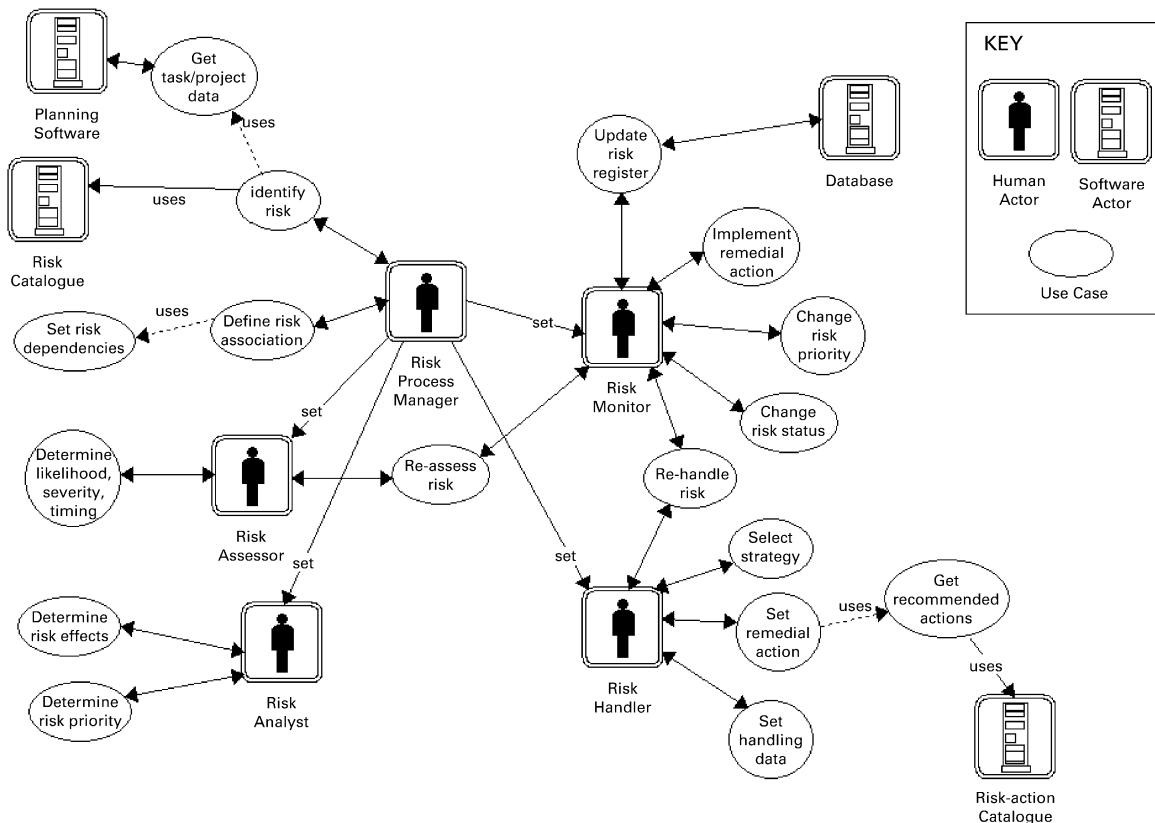 Get
task/project
data
Planning
Software
uses
identify
risk
uses
Risk
Catalogue
Set risk
dependencies
uses
Define risk
association
Risk
Process
Manager
set
Update
risk
register
Database
Implement
remedial
action
Change
risk
priority
Risk
Monitor
Change
risk status
KEY
Human
Actor
Software
Actor
Use Case
set
Determine
likelihood,
severity,
timing
Risk
Assessor
Re-assess
risk
Re-handle
risk
set
set
Determine
risk effects
Determine
risk priority
Risk
Analyst
Select
strategy
Set
remedial
action
uses
Get
recommended
actions
uses
Risk
Handler
Set
handling
data
Risk-action
Catalogue